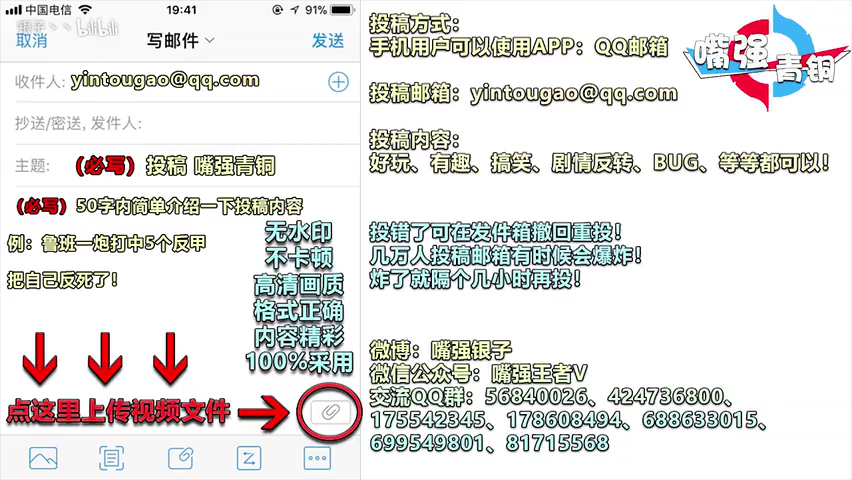 中国电信
19:41
91%
银子、丶
bilibili
取消
写邮件
发送
收件人:
yintougao@qq.com
抄送/密送, 发件人:
主题:
（必写）投稿 嘴强青铜
（必写）50字内简单介绍一下投稿内容
例：鲁班一炮打中5个反甲
把自己反死了！
无水印
不卡顿
高清画质
格式正确
内容精彩
100%采用
点这里上传视频文件
投稿方式：
手机用户可以使用APP：QQ邮箱
投稿邮箱：yintougao@qq.com
投稿内容：
好玩、有趣、搞笑、剧情反转、BUG、等等都可以！
投错了可在发件箱撤回重投！
几万人投稿邮箱有时候会爆炸！
炸了就隔个几小时再投！
微博：嘴强银子
微信公众号：嘴强王者V
交流QQ群：56840026、424736800、
175542345、178608494、688633015、
699549801、81715568
嘴强
青铜